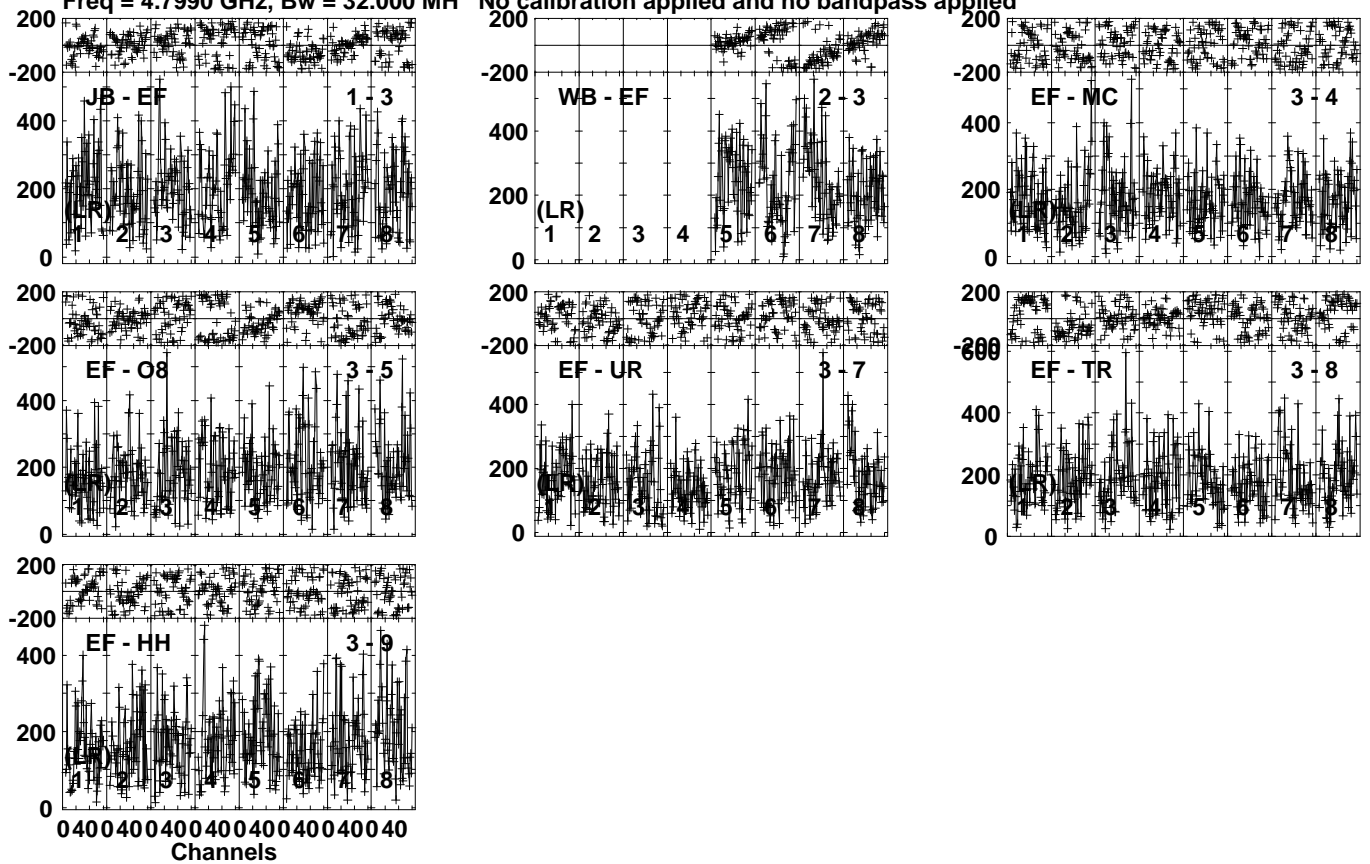 Freq = 4.7990 GHz, Bw = 32.000 MH No calibration applied and no bandpass applied
200
-200
JB - EF 1 - 3
400
200
(LR)
0
1 2 3 4 5 6 7 8
200
-200
WB - EF 2 - 3
400
200
(LR)
0
1 2 3 4 5 6 7 8
200
-200
EF - MC 3 - 4
400
200
(LR)
0
1 2 3 4 5 6 7 8
200
-200
EF - O8 3 - 5
400
200
(LR)
0
1 2 3 4 5 6 7 8
200
-200
EF - UR 3 - 7
400
200
(LR)
0
1 2 3 4 5 6 7 8
200
-200
600
EF - TR 3 - 8
400
200
(LR)
0
1 2 3 4 5 6 7 8
200
-200
EF - HH 3 - 9
400
200
(LR)
0
1 2 3 4 5 6 7 8
0 40 0 40 0 40 0 40 0 40 0 40 0 40 0 40
Channels